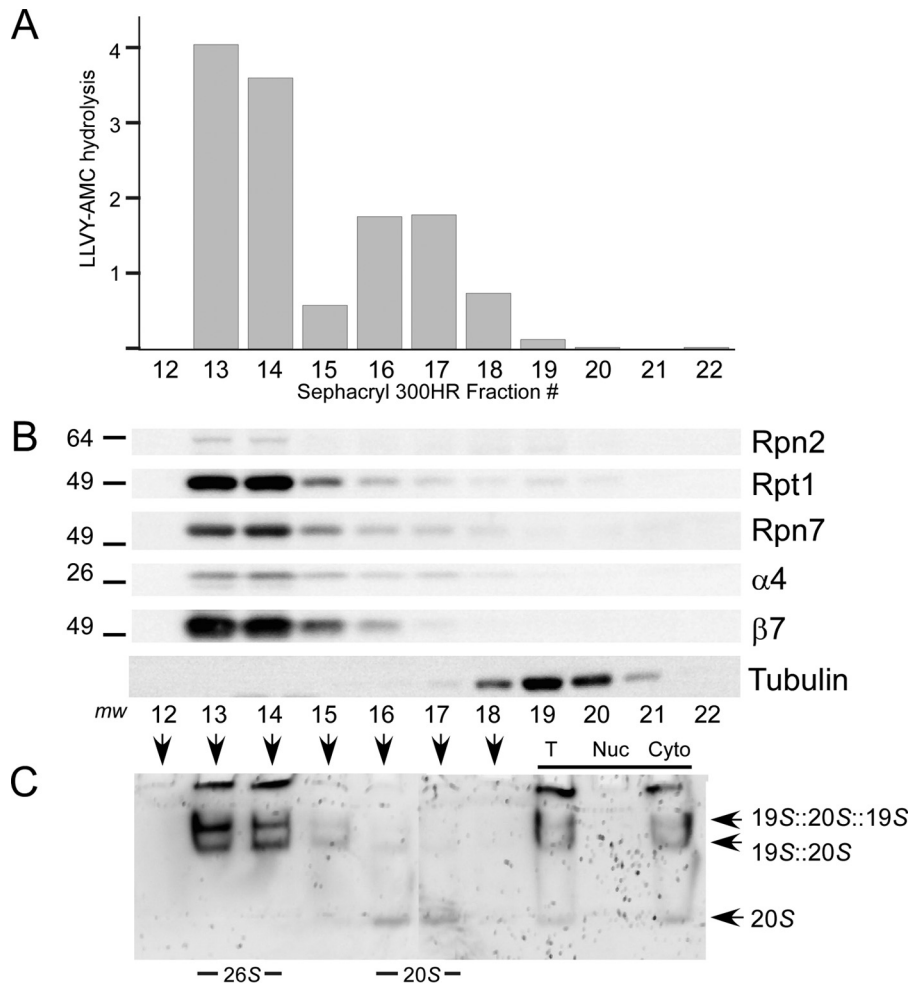 A
LLVY-AMC hydrolysis
4
3
2
1
12 13 14 15 16 17 18 19 20 21 22
Sephacryl 300HR Fraction #
B
64 Rpn2
49 Rpt1
49 Rpn7
26 α4
49 β7
Tubulin
mw 12 13 14 15 16 17 18 19 20 21 22
T Nuc Cyto
C
19S::20S::19S
19S::20S
20S
26S 20S